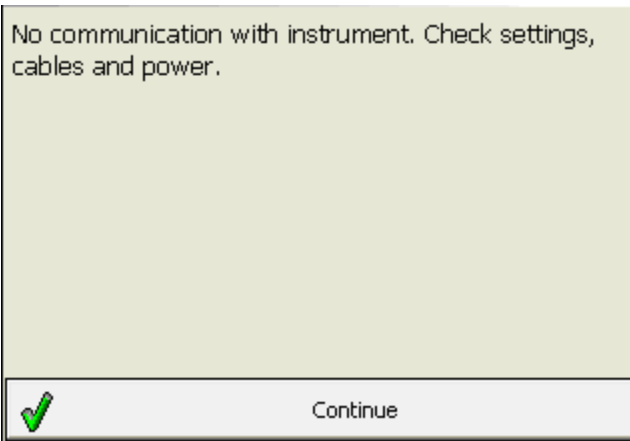 No communication with instrument. Check settings,
cables and power.
Continue